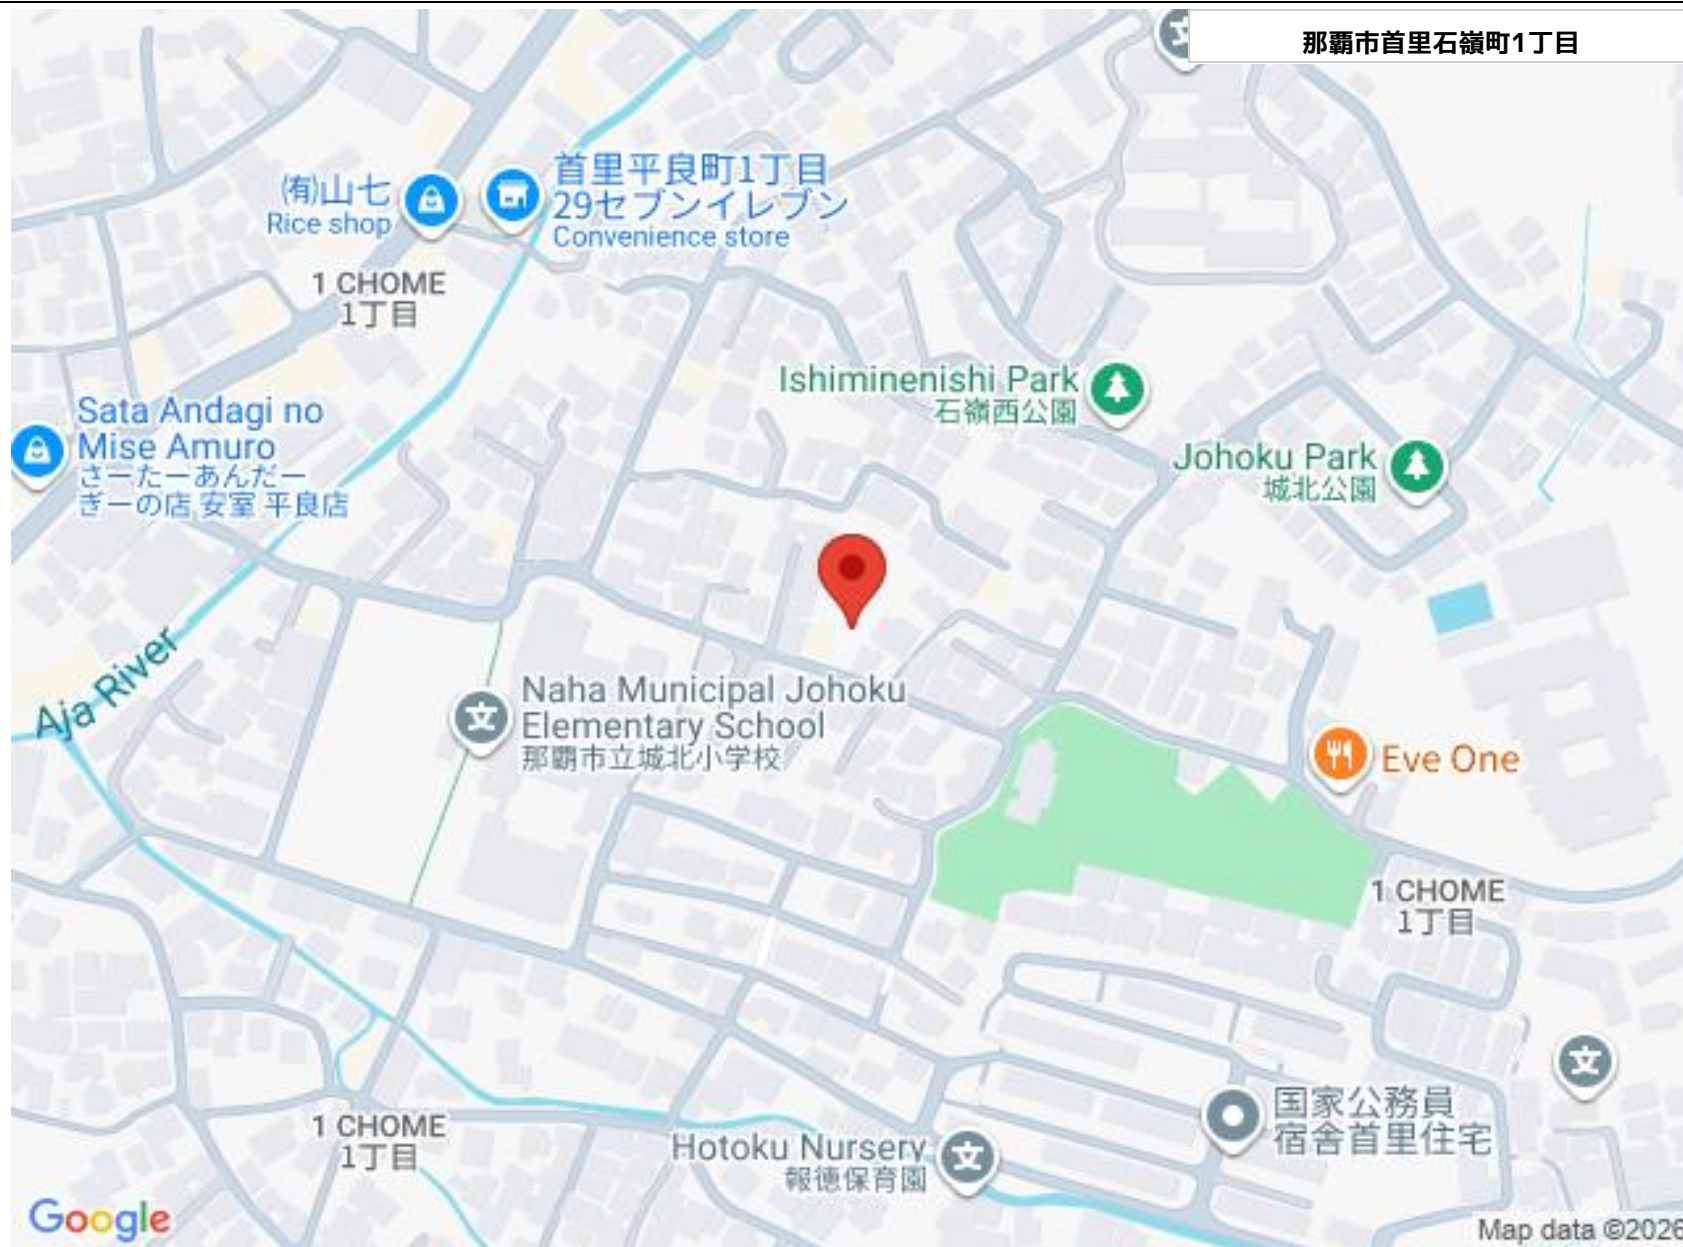 那覇市首里石嶺町1丁目
㈲山七
Rice shop
首里平良町1丁目
29セブンイレブン
Convenience store
1 CHOME
1丁目
Ishiminenishi Park
石嶺西公園
Sata Andagi no
Mise Amuro
さーたーあんだー
ぎーの店 安室 平良店
Johoku Park
城北公園
Aja River
Naha Municipal Johoku
Elementary School
那覇市立城北小学校
Eve One
1 CHOME
1丁目
国家公務員
宿舎首里住宅
1 CHOME
1丁目
Hotoku Nursery
報徳保育園
Google
Map data ©2026